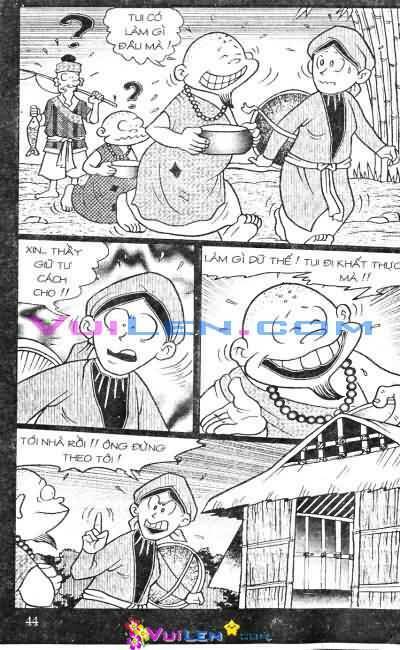 TUI CÓ
LÀM GÌ
ĐÂU MÀ !
?
?
XIN.. THẦY
GIỮ TƯ
CÁCH
CHO !!
LÀM GÌ DỮ THẾ ! TUI ĐI KHẤT THỰC
MÀ !!
VuiLen.com
TỚI NHÀ RỒI !! ÔNG ĐỪNG
THEO TÔI !
44
VuiLen.com